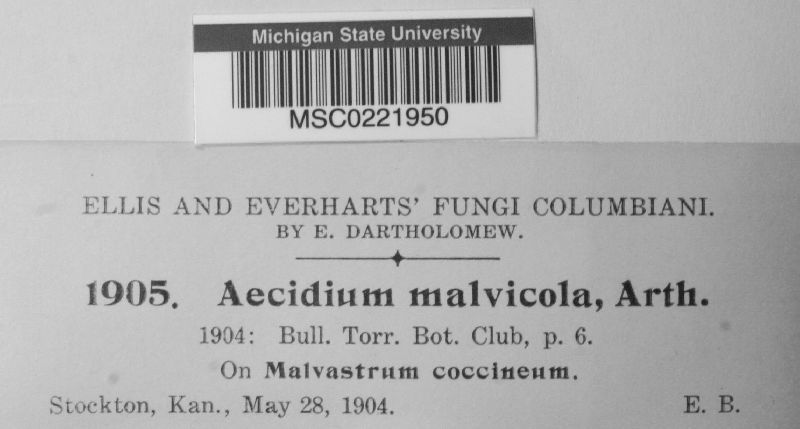 Michigan State University
MSC0221950
ELLIS AND EVERHARTS' FUNGI COLUMBIANI.
BY E. DARTHOLOMEW.
1905. Aecidium malvicola, Arth.
1904: Bull. Torr. Bot. Club, p. 6.
On Malvastrum coccineum.
Stockton, Kan., May 28, 1904. E. B.